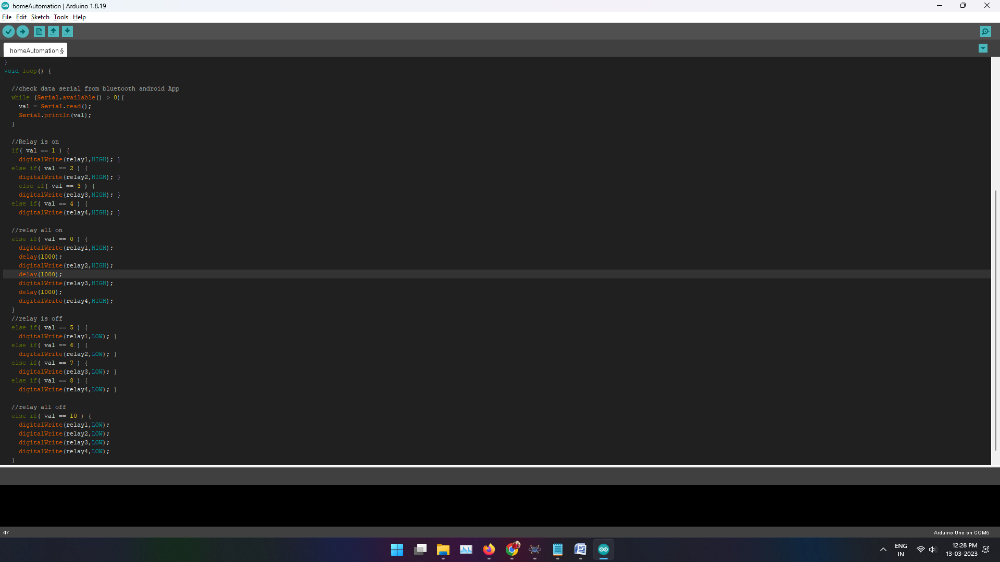 homeAutomation | Arduino 1.8.19
File Edit Sketch Tools Help
homeAutomation §
}
void loop() {
//check data serial from bluetooth android App
while (Serial.available() > 0){
val = Serial.read();
Serial.println(val);
}
//Relay is on
if( val == 1 ) {
digitalWrite(relay1,HIGH); }
else if( val == 2 ) {
digitalWrite(relay2,HIGH); }
else if( val == 3 ) {
digitalWrite(relay3,HIGH); }
else if( val == 4 ) {
digitalWrite(relay4,HIGH); }
//relay all on
else if( val == 0 ) {
digitalWrite(relay1,HIGH);
delay(1000);
digitalWrite(relay2,HIGH);
delay(1000);
digitalWrite(relay3,HIGH);
delay(1000);
digitalWrite(relay4,HIGH);
}
//relay is off
else if( val == 5 ) {
digitalWrite(relay1,LOW); }
else if( val == 6 ) {
digitalWrite(relay2,LOW); }
else if( val == 7 ) {
digitalWrite(relay3,LOW); }
else if( val == 8 ) {
digitalWrite(relay4,LOW); }
//relay all off
else if( val == 10 ) {
digitalWrite(relay1,LOW);
digitalWrite(relay2,LOW);
digitalWrite(relay3,LOW);
digitalWrite(relay4,LOW);
}
47
Arduino Uno on COM5
ENG
IN
12:28 PM
13-03-2023